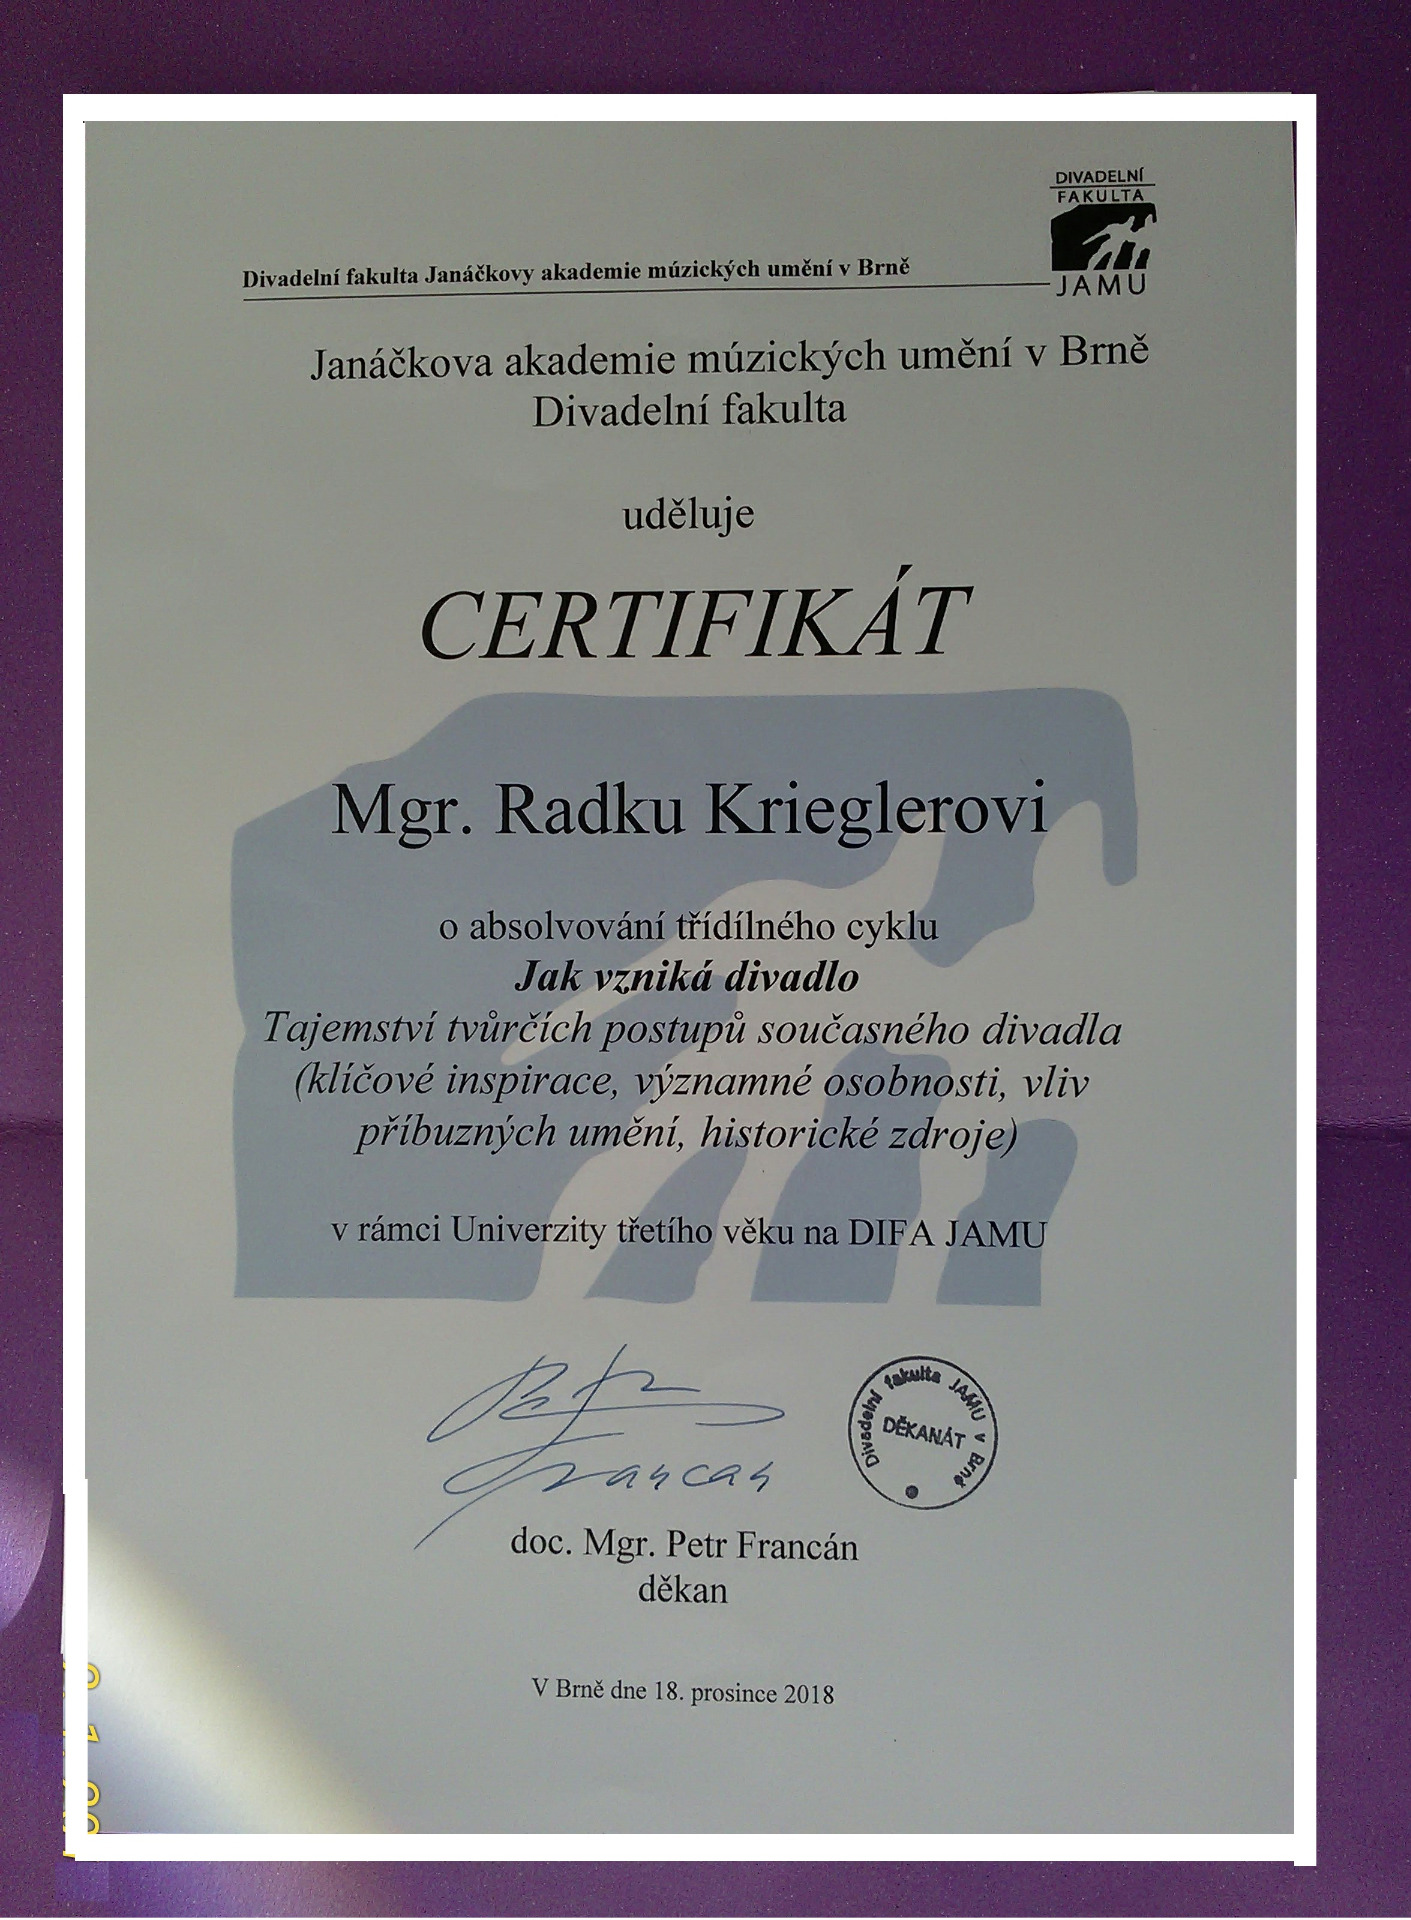 DIVADELNÍ
FAKULTA
JAMU
Divadelní fakulta Janáčkovy akademie múzických umění v Brně
Janáčkova akademie múzických umění v Brně
Divadelní fakulta
uděluje
CERTIFIKÁT
Mgr. Radku Krieglerovi
o absolvování třídílného cyklu
Jak vzniká divadlo
Tajemství tvůrčích postupů současného divadla
(klíčové inspirace, významné osobnosti, vliv
příbuzných umění, historické zdroje)
v rámci Univerzity třetího věku na DIFA JAMU
Petr
Francán
Divadelní fakulta JAMU v Brně
DĚKANÁT
doc. Mgr. Petr Francán
děkan
V Brně dne 18. prosince 2018